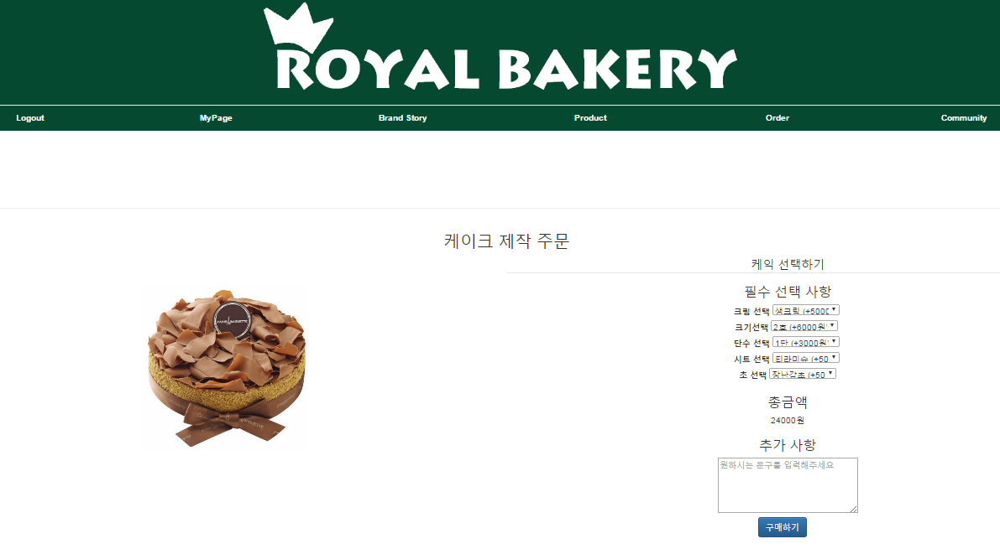 ROYAL BAKERY
Logout MyPage Brand Story Product Order Community
케이크 제작 주문
케익 선택하기
필수 선택 사항
크림 선택 생크림 (+5000
크기선택 2호 (+6000원)
단수 선택 1단 (+3000원)
시트 선택 티라미슈 (+50
초 선택 장난감초 (+50
총금액
24000원
추가 사항
원하시는 문구를 입력해주세요
구매하기
PARIS BAGUETTE